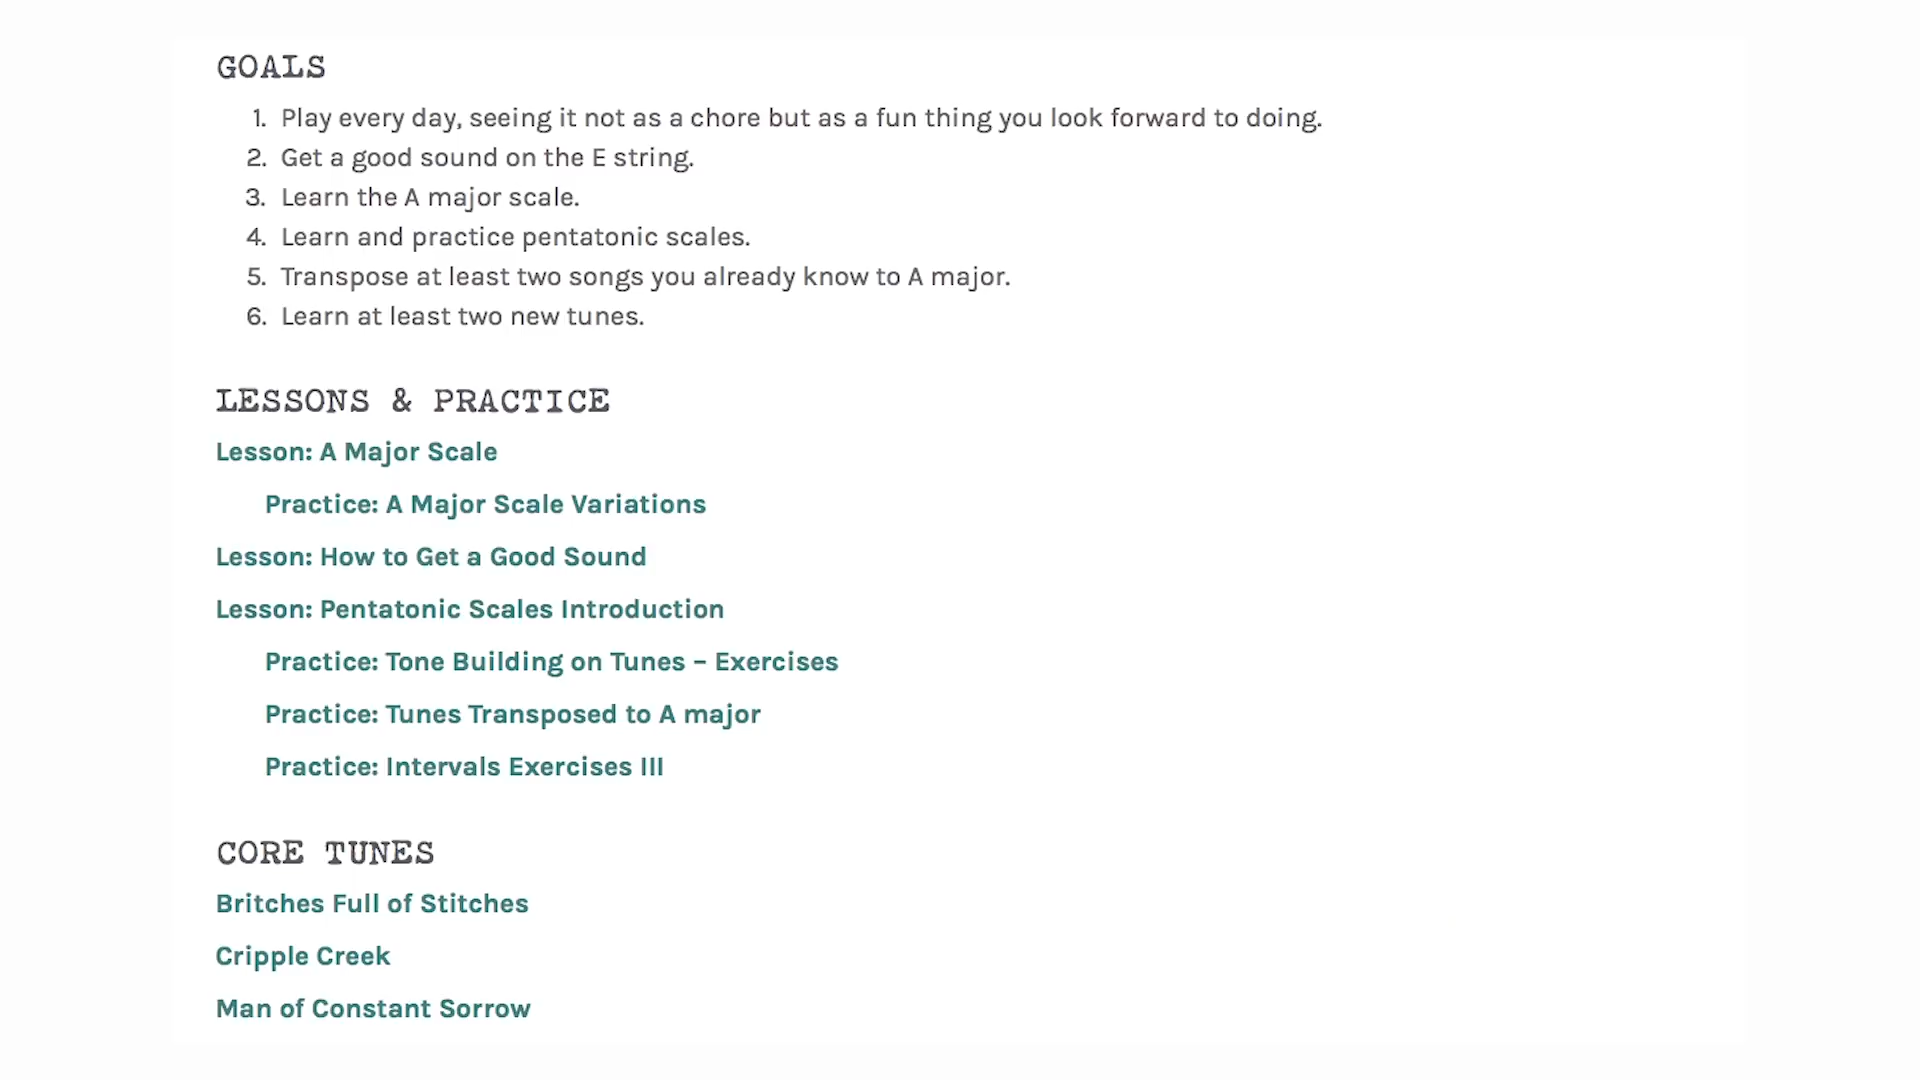 GOALS
1. Play every day, seeing it not as a chore but as a fun thing you look forward to doing.
2. Get a good sound on the E string.
3. Learn the A major scale.
4. Learn and practice pentatonic scales.
5. Transpose at least two songs you already know to A major.
6. Learn at least two new tunes.
LESSONS & PRACTICE
Lesson: A Major Scale
Practice: A Major Scale Variations
Lesson: How to Get a Good Sound
Lesson: Pentatonic Scales Introduction
Practice: Tone Building on Tunes – Exercises
Practice: Tunes Transposed to A major
Practice: Intervals Exercises III
CORE TUNES
Britches Full of Stitches
Cripple Creek
Man of Constant Sorrow